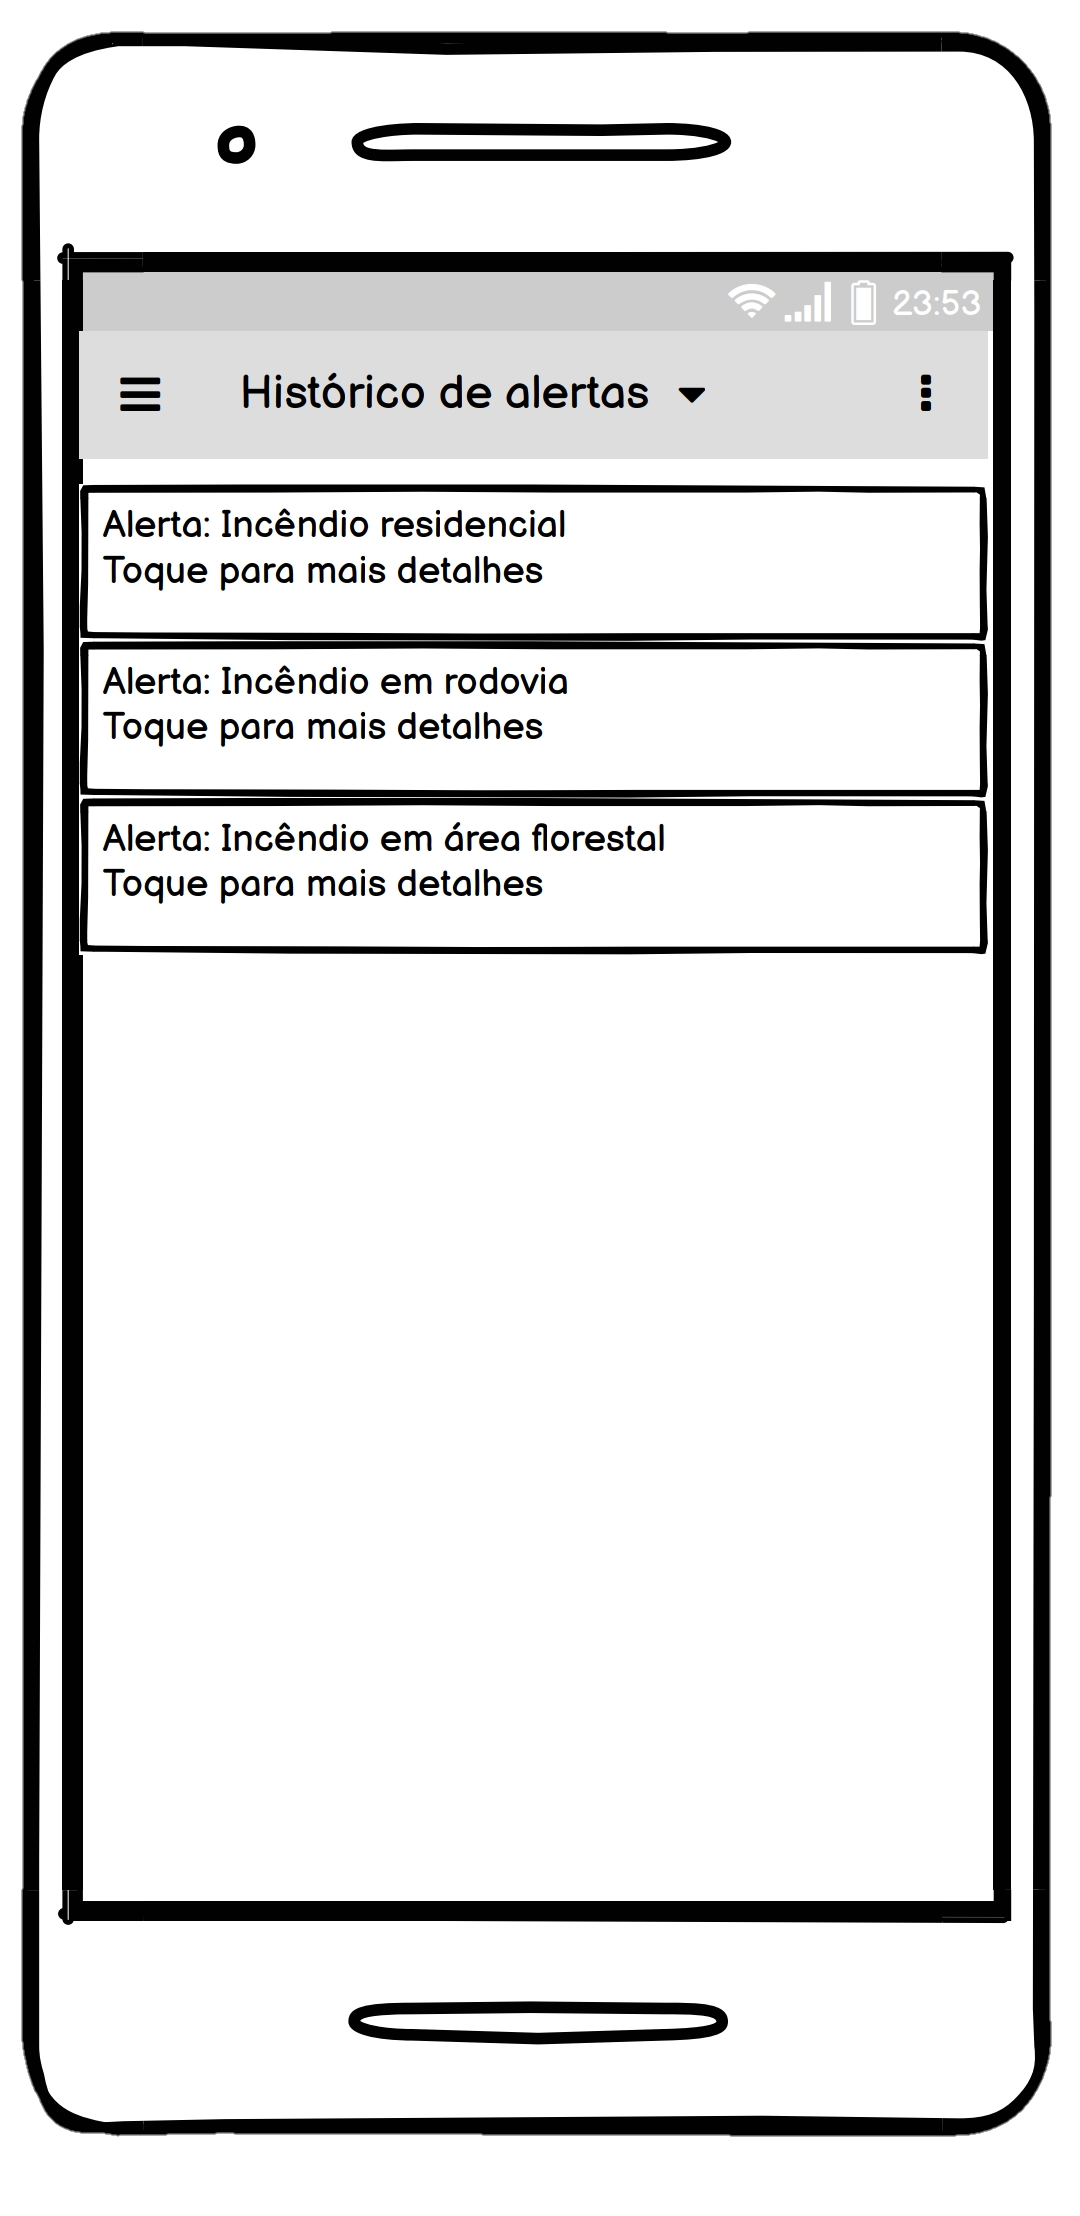 23:53
Histórico de alertas
Alerta: Incêndio residencial
Toque para mais detalhes
Alerta: Incêndio em rodovia
Toque para mais detalhes
Alerta: Incêndio em área florestal
Toque para mais detalhes